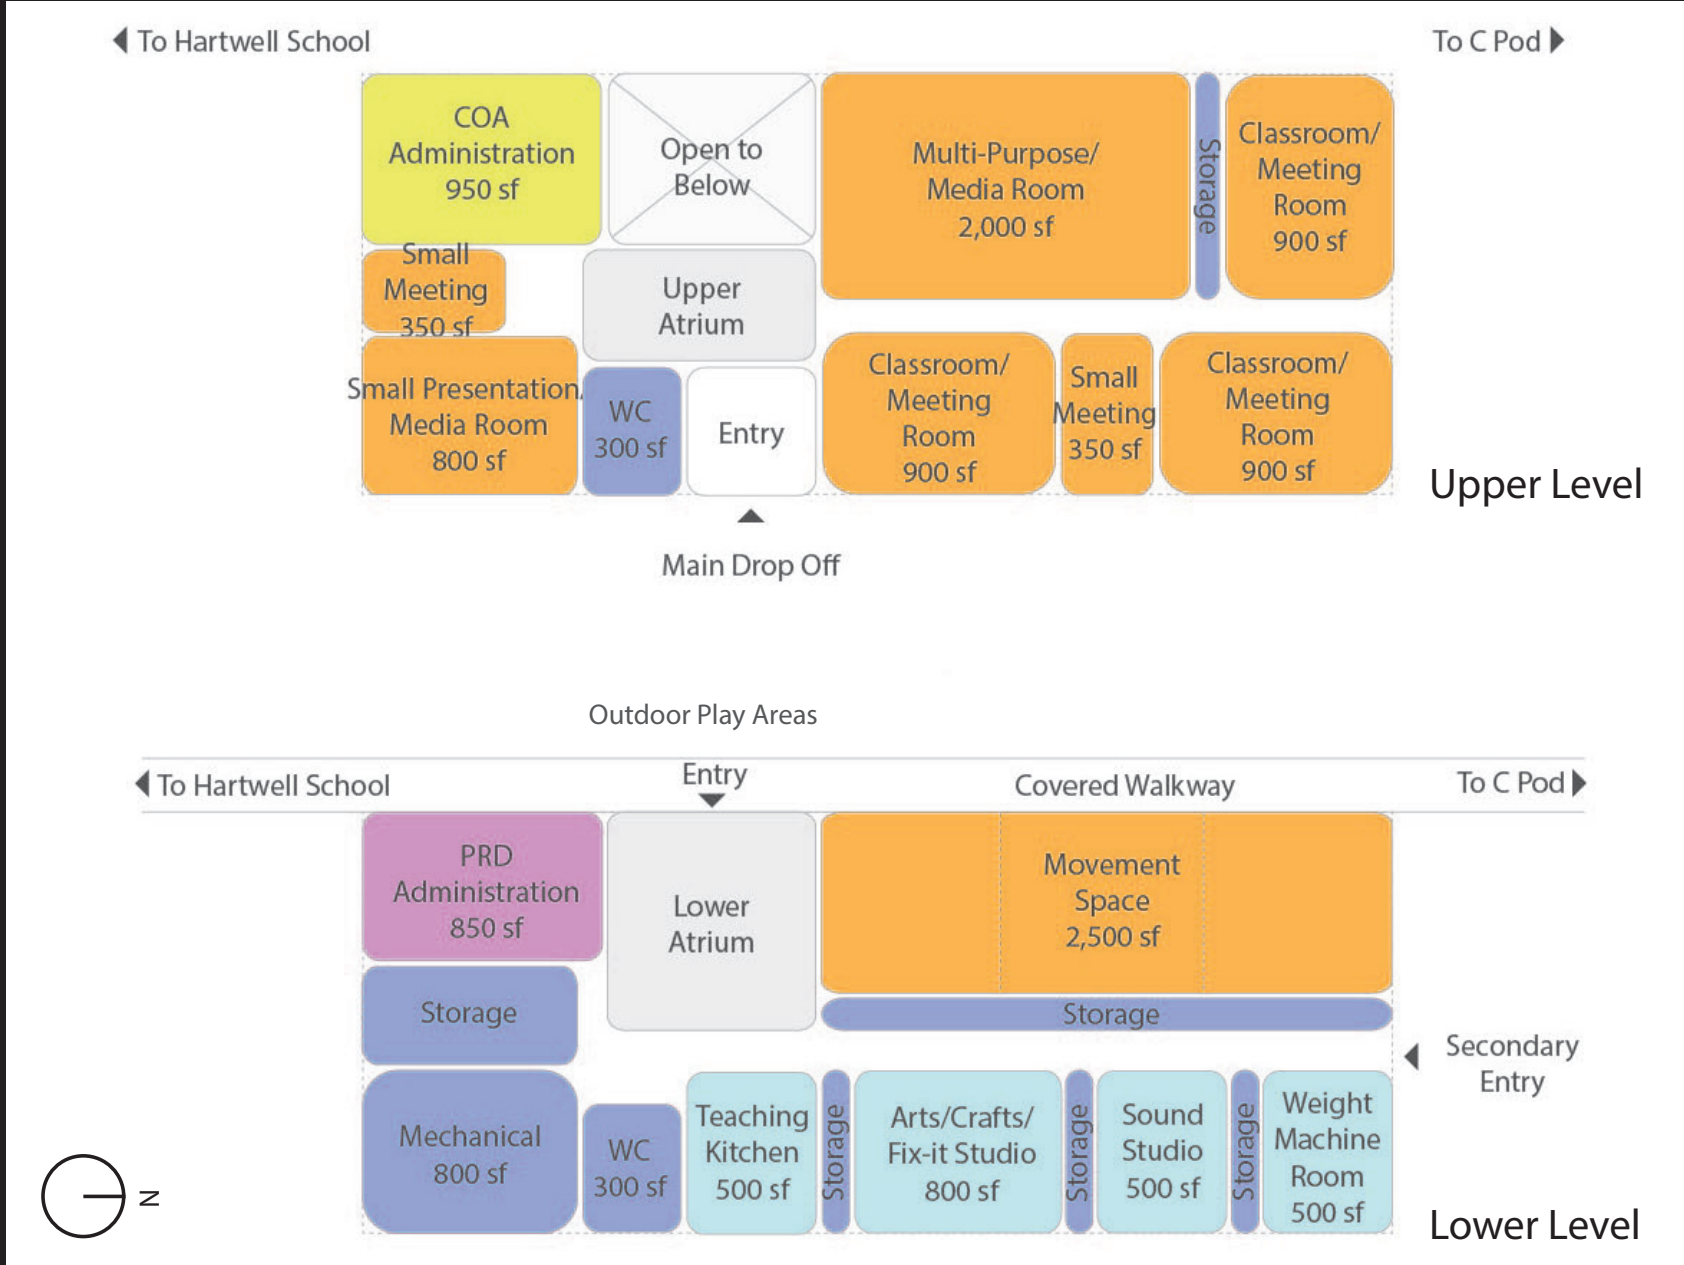 To Hartwell School
To C Pod
COA
Administration
950 sf
Open to
Below
Multi-Purpose/
Media Room
2,000 sf
Storage
Classroom/
Meeting
Room
900 sf
Small
Meeting
350 sf
Upper
Atrium
Small Presentation/
Media Room
800 sf
WC
300 sf
Entry
Classroom/
Meeting
Room
900 sf
Small
Meeting
350 sf
Classroom/
Meeting
Room
900 sf
Upper Level
Main Drop Off
Outdoor Play Areas
To Hartwell School
Entry
Covered Walkway
To C Pod
PRD
Administration
850 sf
Lower
Atrium
Movement
Space
2,500 sf
Storage
Storage
Secondary
Entry
Mechanical
800 sf
WC
300 sf
Teaching
Kitchen
500 sf
Storage
Arts/Crafts/
Fix-it Studio
800 sf
Storage
Sound
Studio
500 sf
Storage
Weight
Machine
Room
500 sf
N
Lower Level